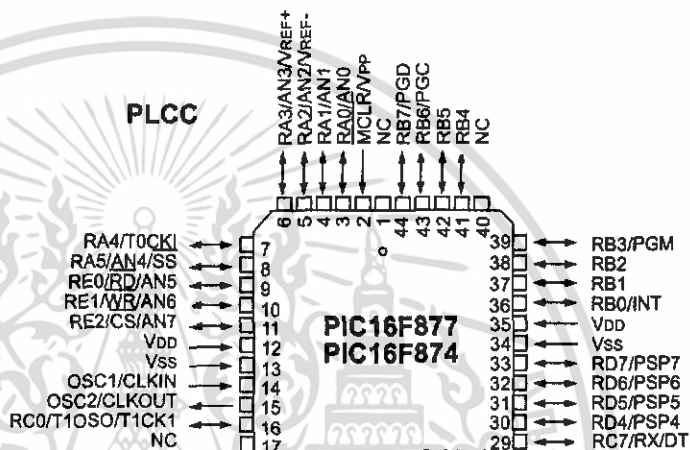 PLCC
RA3/AN3/VREF+
RA2/AN2/VREF-
RA1/AN1
RA0/AN0
MCLR/VPP
NC
RB7/PGD
RB6/PGC
RB5
RB4
NC
6 5 4 3 2 1 44 43 42 41 40
RA4/T0CKI 7
RA5/AN4/SS 8
RE0/RD/AN5 9
RE1/WR/AN6 10
RE2/CS/AN7 11
VDD 12
VSS 13
OSC1/CLKIN 14
OSC2/CLKOUT 15
RC0/T1OSO/T1CK1 16
NC 17
PIC16F877
PIC16F874
39 RB3/PGM
38 RB2
37 RB1
36 RB0/INT
35 VDD
34 VSS
33 RD7/PSP7
32 RD6/PSP6
31 RD5/PSP5
30 RD4/PSP4
29 RC7/RX/DT